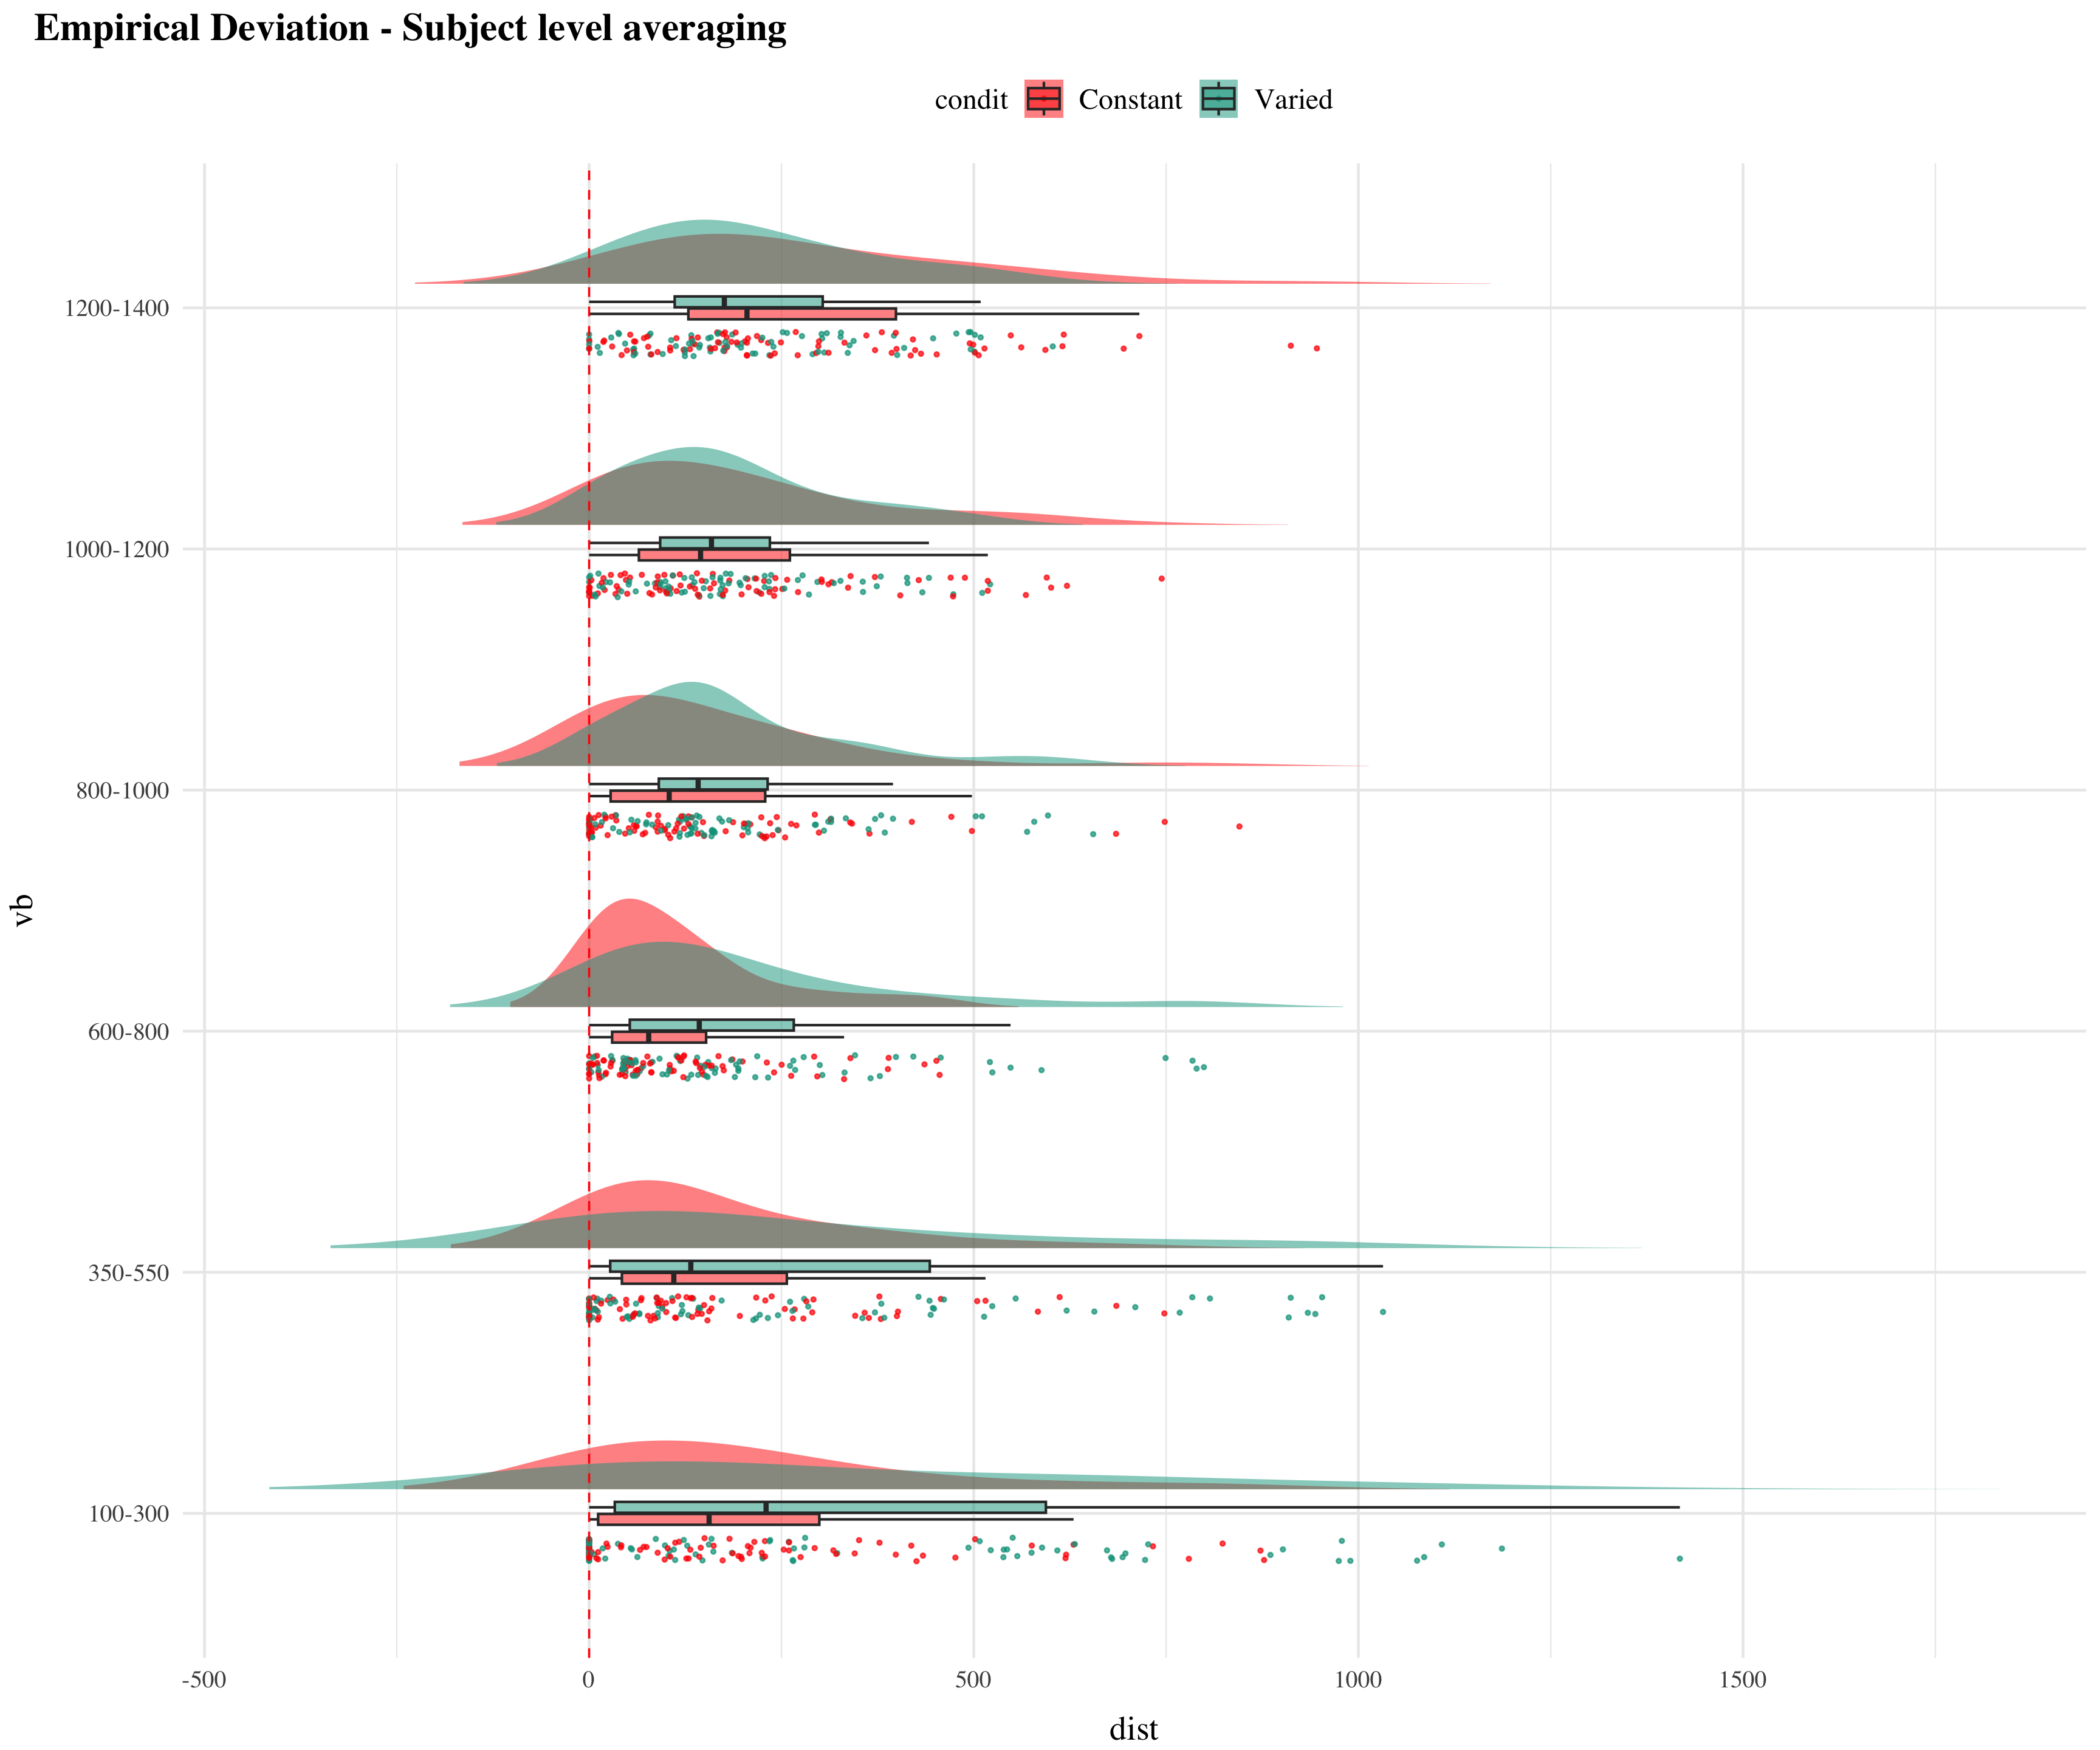 Empirical Deviation - Subject level averaging
condit Constant Varied
1200-1400
1000-1200
800-1000
600-800
350-550
100-300
vb
-500 0 500 1000 1500
dist